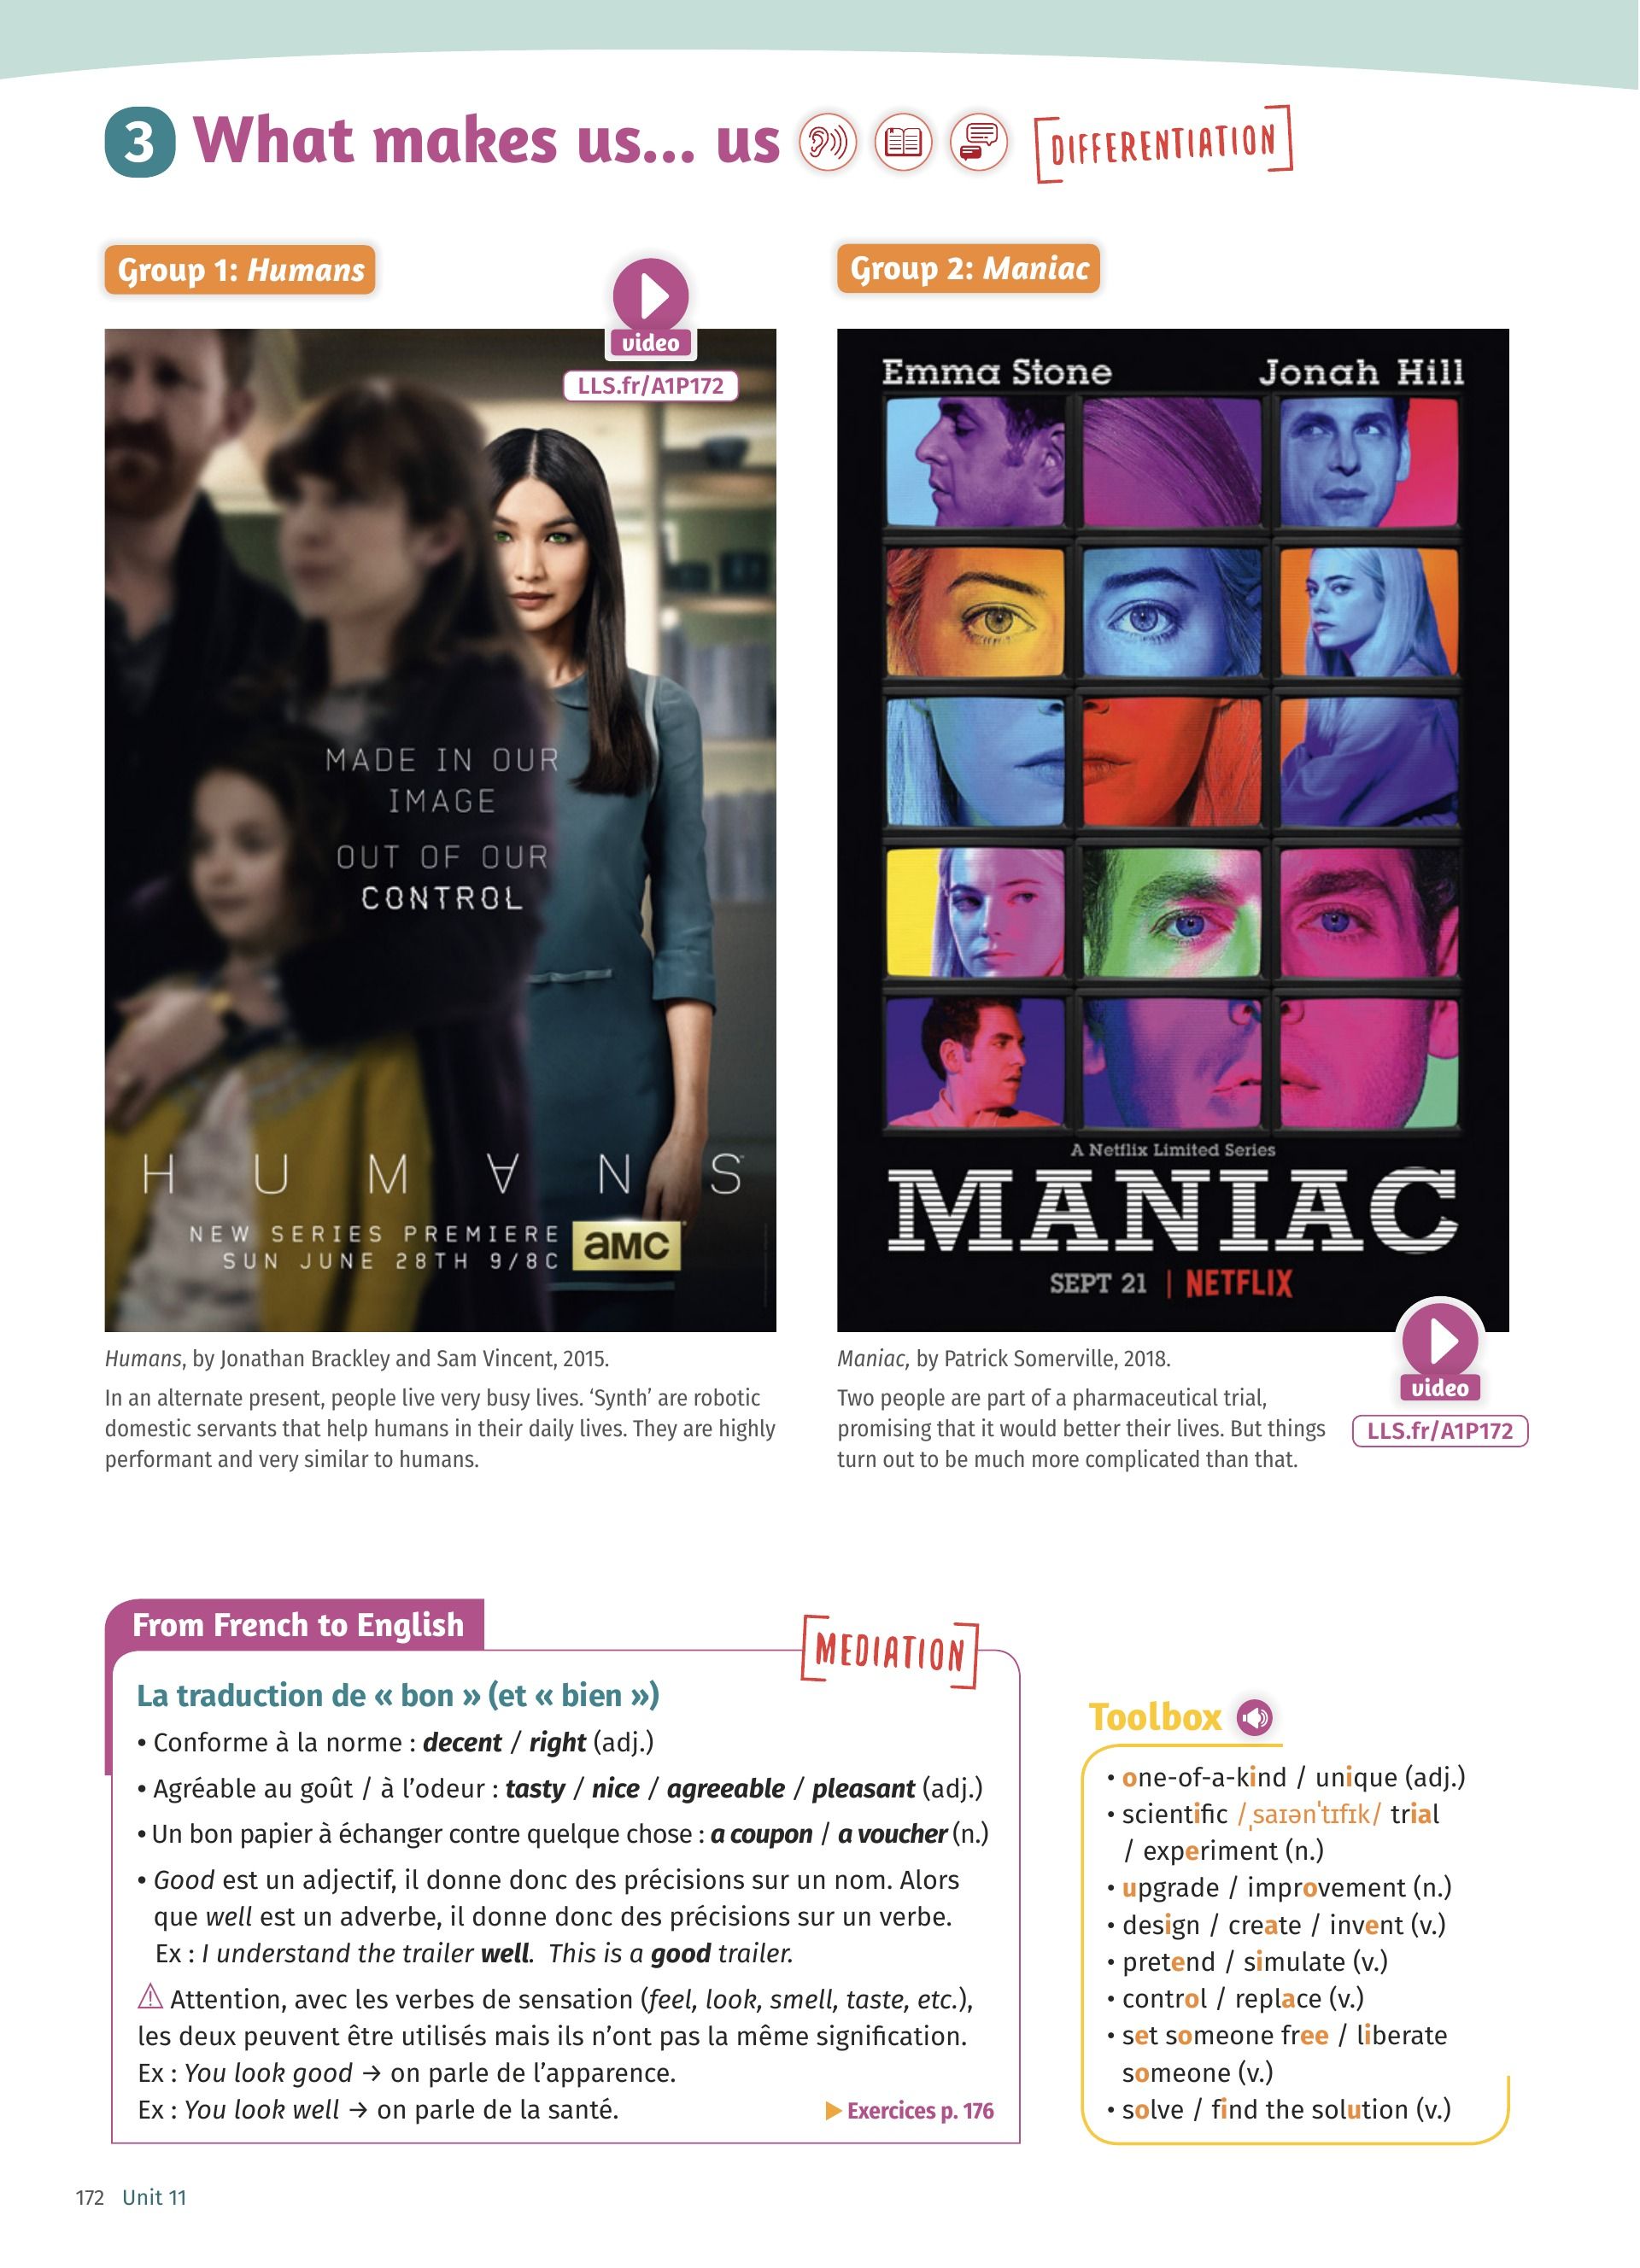 3 What makes us... us
DIFFERENTIATION
Group 1: Humans
video
LLS.fr/A1P172
MADE IN OUR
IMAGE
OUT OF OUR
CONTROL
HUM∀NS
NEW SERIES PREMIERE
SUN JUNE 28TH 9/8C
aMC
Humans, by Jonathan Brackley and Sam Vincent, 2015.
In an alternate present, people live very busy lives. ‘Synth’ are robotic
domestic servants that help humans in their daily lives. They are highly
performant and very similar to humans.
Group 2: Maniac
Emma Stone Jonah Hill
A Netflix Limited Series
MANIAC
SEPT 21 | NETFLIX
video
LLS.fr/A1P172
Maniac, by Patrick Somerville, 2018.
Two people are part of a pharmaceutical trial,
promising that it would better their lives. But things
turn out to be much more complicated than that.
From French to English
MEDIATION
La traduction de « bon » (et « bien »)
• Conforme à la norme : decent / right (adj.)
• Agréable au goût / à l’odeur : tasty / nice / agreeable / pleasant (adj.)
• Un bon papier à échanger contre quelque chose : a coupon / a voucher (n.)
• Good est un adjectif, il donne donc des précisions sur un nom. Alors
que well est un adverbe, il donne donc des précisions sur un verbe.
Ex : I understand the trailer well. This is a good trailer.
⚠ Attention, avec les verbes de sensation (feel, look, smell, taste, etc.),
les deux peuvent être utilisés mais ils n’ont pas la même signification.
Ex : You look good → on parle de l’apparence.
Ex : You look well → on parle de la santé.
▶ Exercices p. 176
Toolbox
• one-of-a-kind / unique (adj.)
• scientific /ˌsaɪənˈtɪfɪk/ trial
/ experiment (n.)
• upgrade / improvement (n.)
• design / create / invent (v.)
• pretend / simulate (v.)
• control / replace (v.)
• set someone free / liberate
someone (v.)
• solve / find the solution (v.)
172 Unit 11